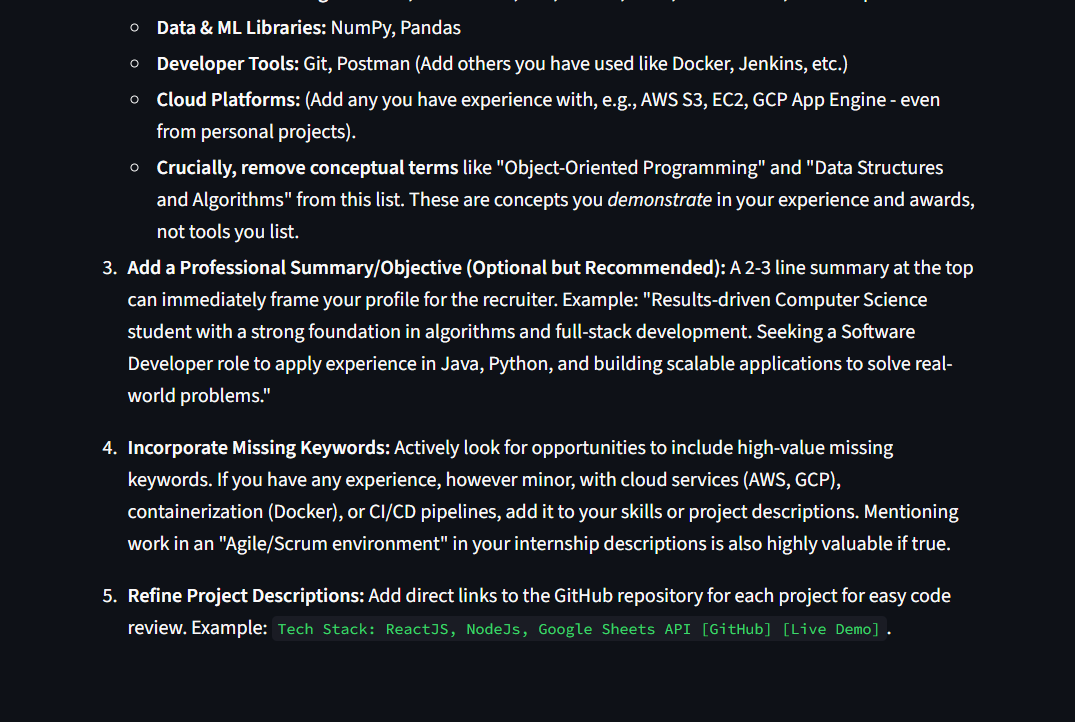 Data & ML Libraries: NumPy, Pandas
Developer Tools: Git, Postman (Add others you have used like Docker, Jenkins, etc.)
Cloud Platforms: (Add any you have experience with, e.g., AWS S3, EC2, GCP App Engine - even
from personal projects).
Crucially, remove conceptual terms like "Object-Oriented Programming" and "Data Structures
and Algorithms" from this list. These are concepts you demonstrate in your experience and awards,
not tools you list.
3. Add a Professional Summary/Objective (Optional but Recommended): A 2-3 line summary at the top
can immediately frame your profile for the recruiter. Example: "Results-driven Computer Science
student with a strong foundation in algorithms and full-stack development. Seeking a Software
Developer role to apply experience in Java, Python, and building scalable applications to solve real-
world problems."
4. Incorporate Missing Keywords: Actively look for opportunities to include high-value missing
keywords. If you have any experience, however minor, with cloud services (AWS, GCP),
containerization (Docker), or CI/CD pipelines, add it to your skills or project descriptions. Mentioning
work in an "Agile/Scrum environment" in your internship descriptions is also highly valuable if true.
5. Refine Project Descriptions: Add direct links to the GitHub repository for each project for easy code
review. Example: Tech Stack: ReactJS, NodeJs, Google Sheets API [GitHub] [Live Demo] .